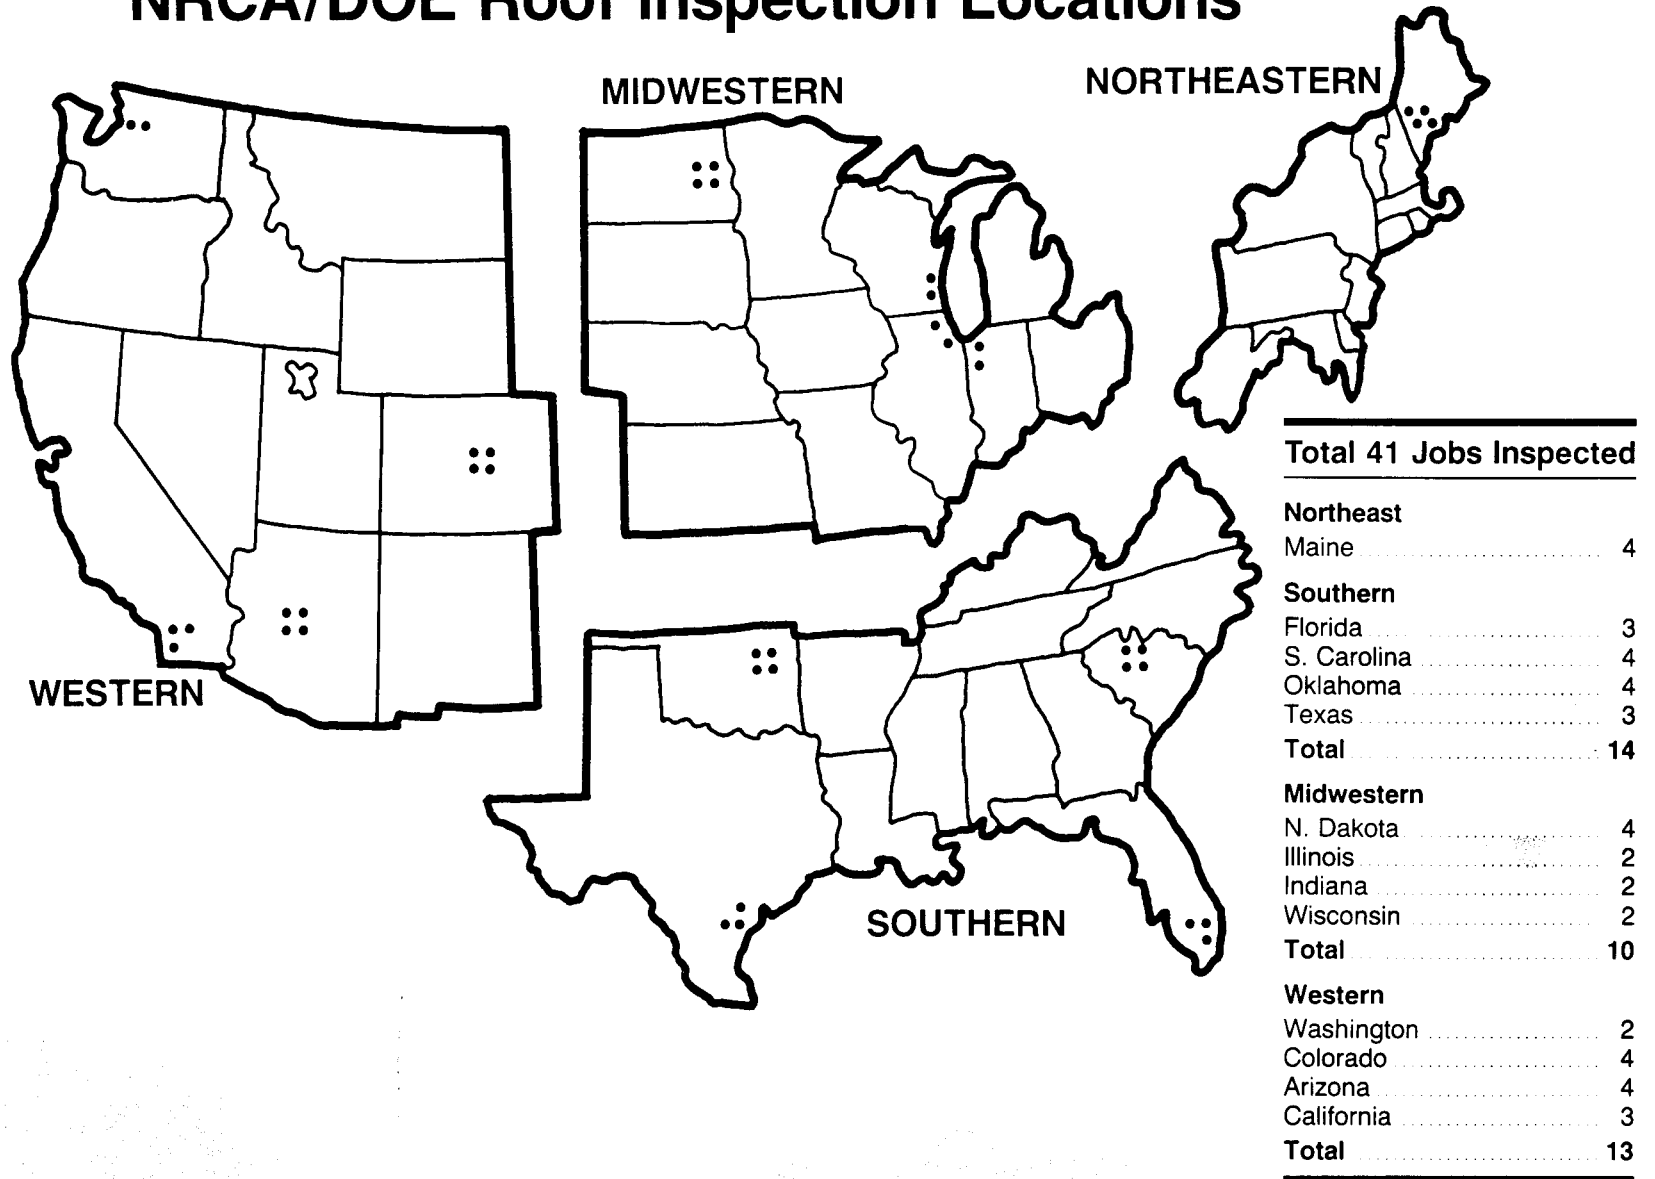 NRCA/DOE Roof Inspection Locations
MIDWESTERN
NORTHEASTERN
WESTERN
SOUTHERN
Total 41 Jobs Inspected
Northeast
Maine 4
Southern
Florida 3
S. Carolina 4
Oklahoma 4
Texas 3
Total 14
Midwestern
N. Dakota 4
Illinois 2
Indiana 2
Wisconsin 2
Total 10
Western
Washington 2
Colorado 4
Arizona 4
California 3
Total 13